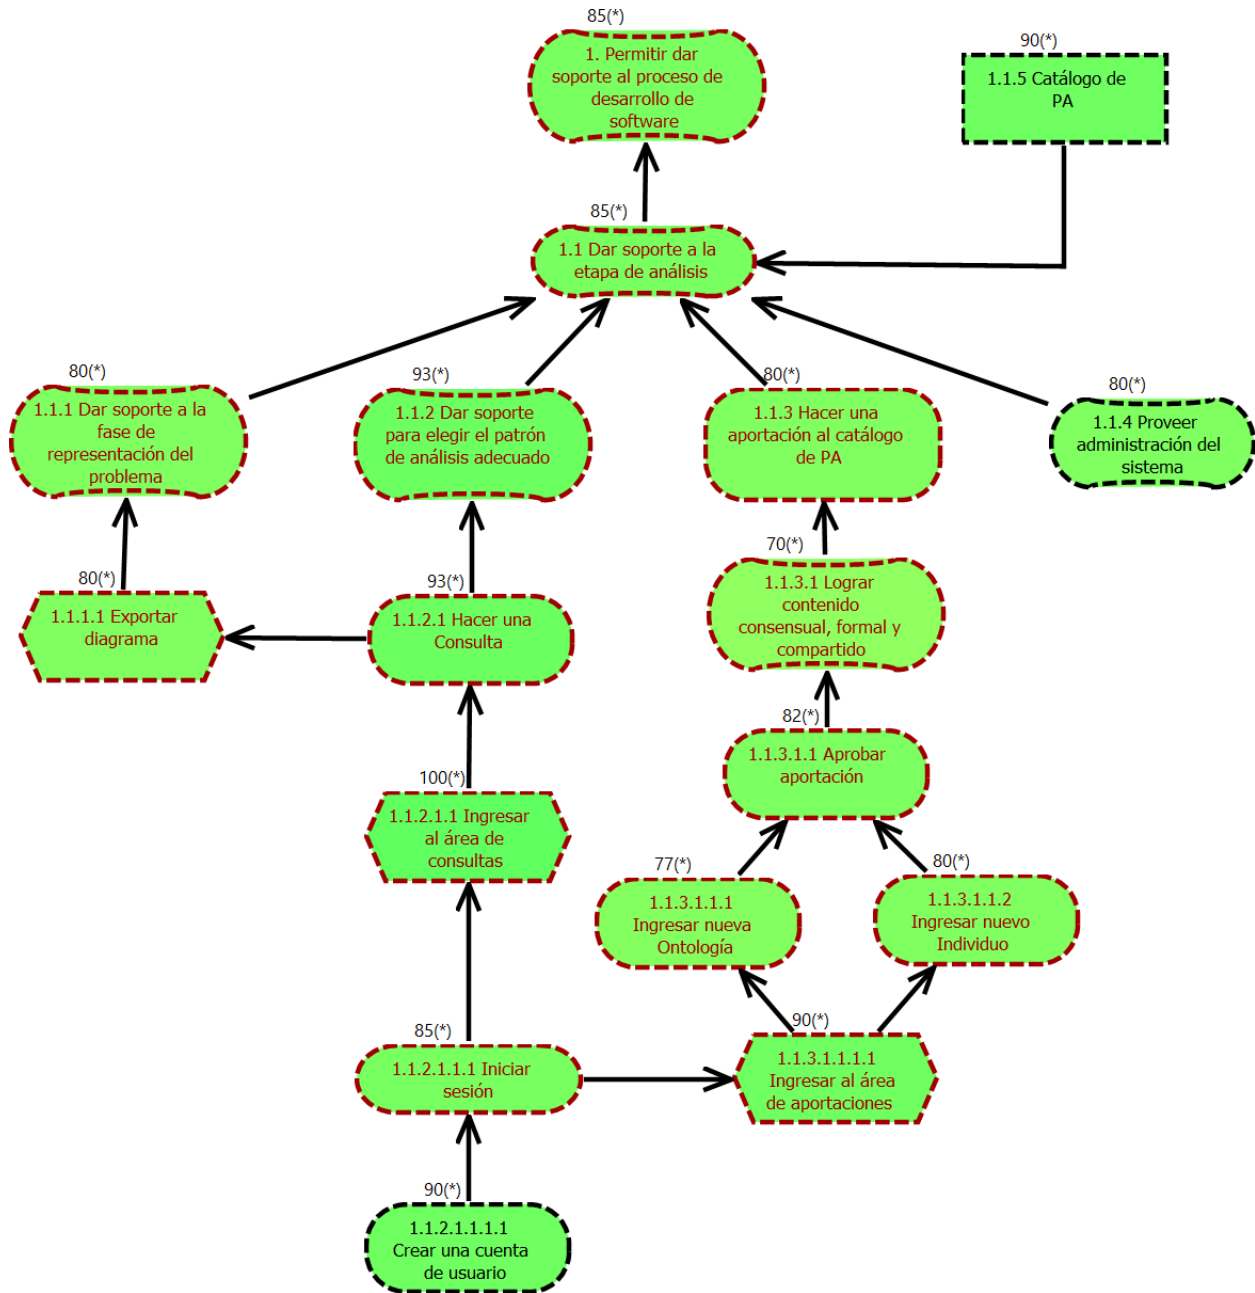 85(*)
1. Permitir dar
soporte al proceso de
desarrollo de
software
90(*)
1.1.5 Catálogo de
PA
85(*)
1.1 Dar soporte a la
etapa de análisis
80(*)
1.1.1 Dar soporte a la
fase de
representación del
problema
93(*)
1.1.2 Dar soporte
para elegir el patrón
de análisis adecuado
80(*)
1.1.3 Hacer una
aportación al catálogo
de PA
80(*)
1.1.4 Proveer
administración del
sistema
80(*)
1.1.1.1 Exportar
diagrama
93(*)
1.1.2.1 Hacer una
Consulta
70(*)
1.1.3.1 Lograr
contenido
consensual, formal y
compartido
82(*)
1.1.3.1.1 Aprobar
aportación
100(*)
1.1.2.1.1 Ingresar
al área de
consultas
77(*)
1.1.3.1.1.1
Ingresar nueva
Ontología
80(*)
1.1.3.1.1.2
Ingresar nuevo
Individuo
85(*)
1.1.2.1.1.1 Iniciar
sesión
90(*)
1.1.3.1.1.1.1
Ingresar al área
de aportaciones
90(*)
1.1.2.1.1.1.1
Crear una cuenta
de usuario